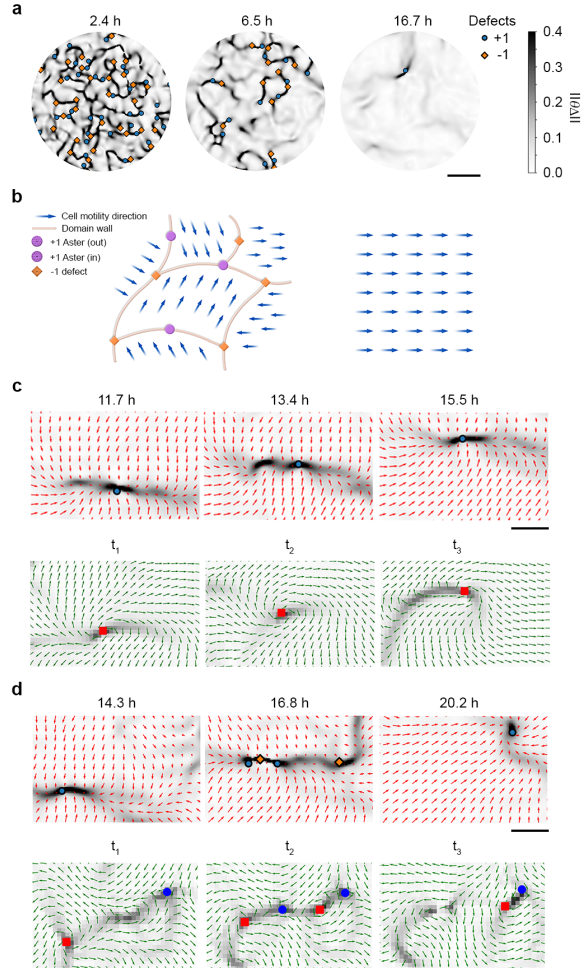 a
2.4 h
6.5 h
16.7 h
Defects
+1
-1
0.4
0.3
0.2
0.1
0.0
||∇θ||
b
Cell motility direction
Domain wall
+1 Aster (out)
+1 Aster (in)
-1 defect
c
11.7 h
13.4 h
15.5 h
t1
t2
t3
d
14.3 h
16.8 h
20.2 h
t1
t2
t3